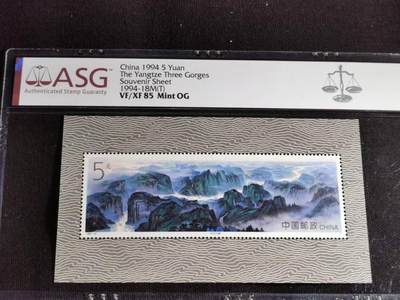 ASG
Authenticated Stamp Guaranty
China 1994 5 Yuan
The Yangtze Three Gorges
Souvenir Sheet
1994-18M(T)
VF/XF 85 Mint OG
5元
中国邮政 CHINA